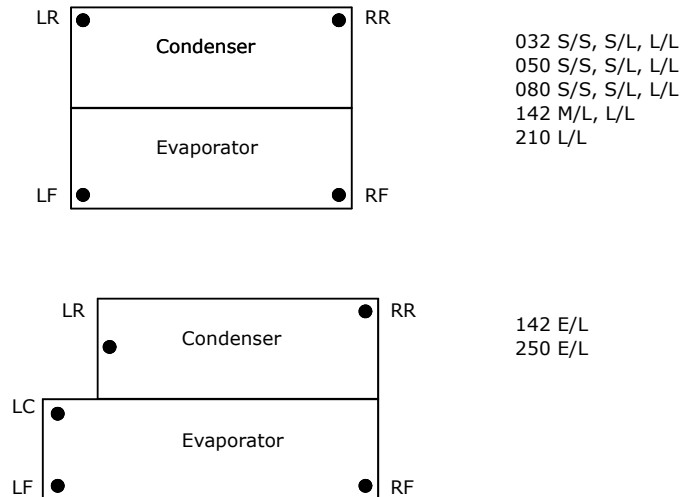 LR
Condenser
RR
Evaporator
LF
RF
032 S/S, S/L, L/L
050 S/S, S/L, L/L
080 S/S, S/L, L/L
142 M/L, L/L
210 L/L
LR
Condenser
RR
LC
Evaporator
LF
RF
142 E/L
250 E/L